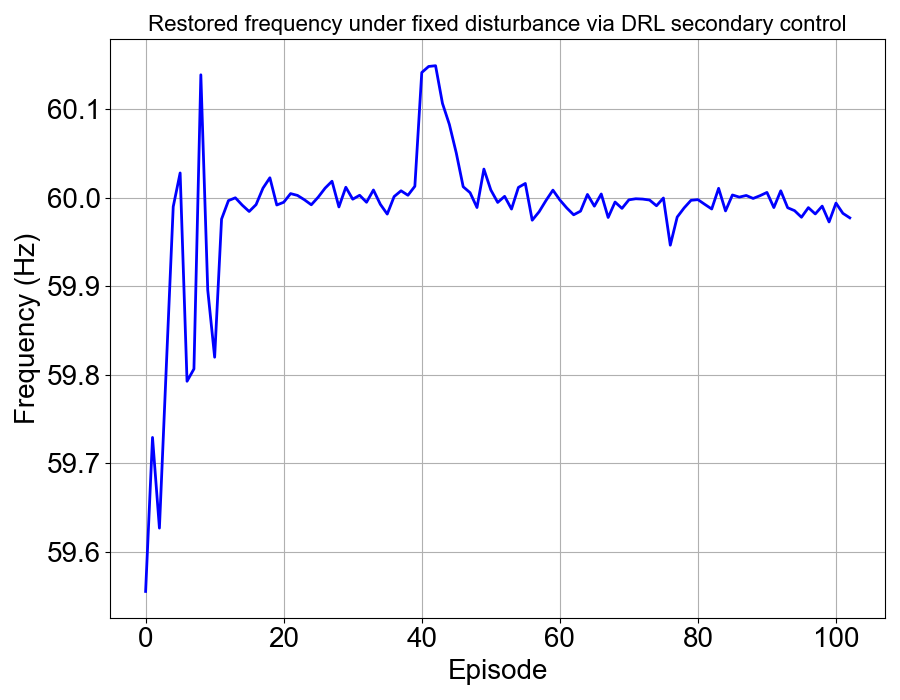 Restored frequency under fixed disturbance via DRL secondary control
60.1
60.0
59.9
59.8
59.7
59.6
Frequency (Hz)
0 20 40 60 80 100
Episode